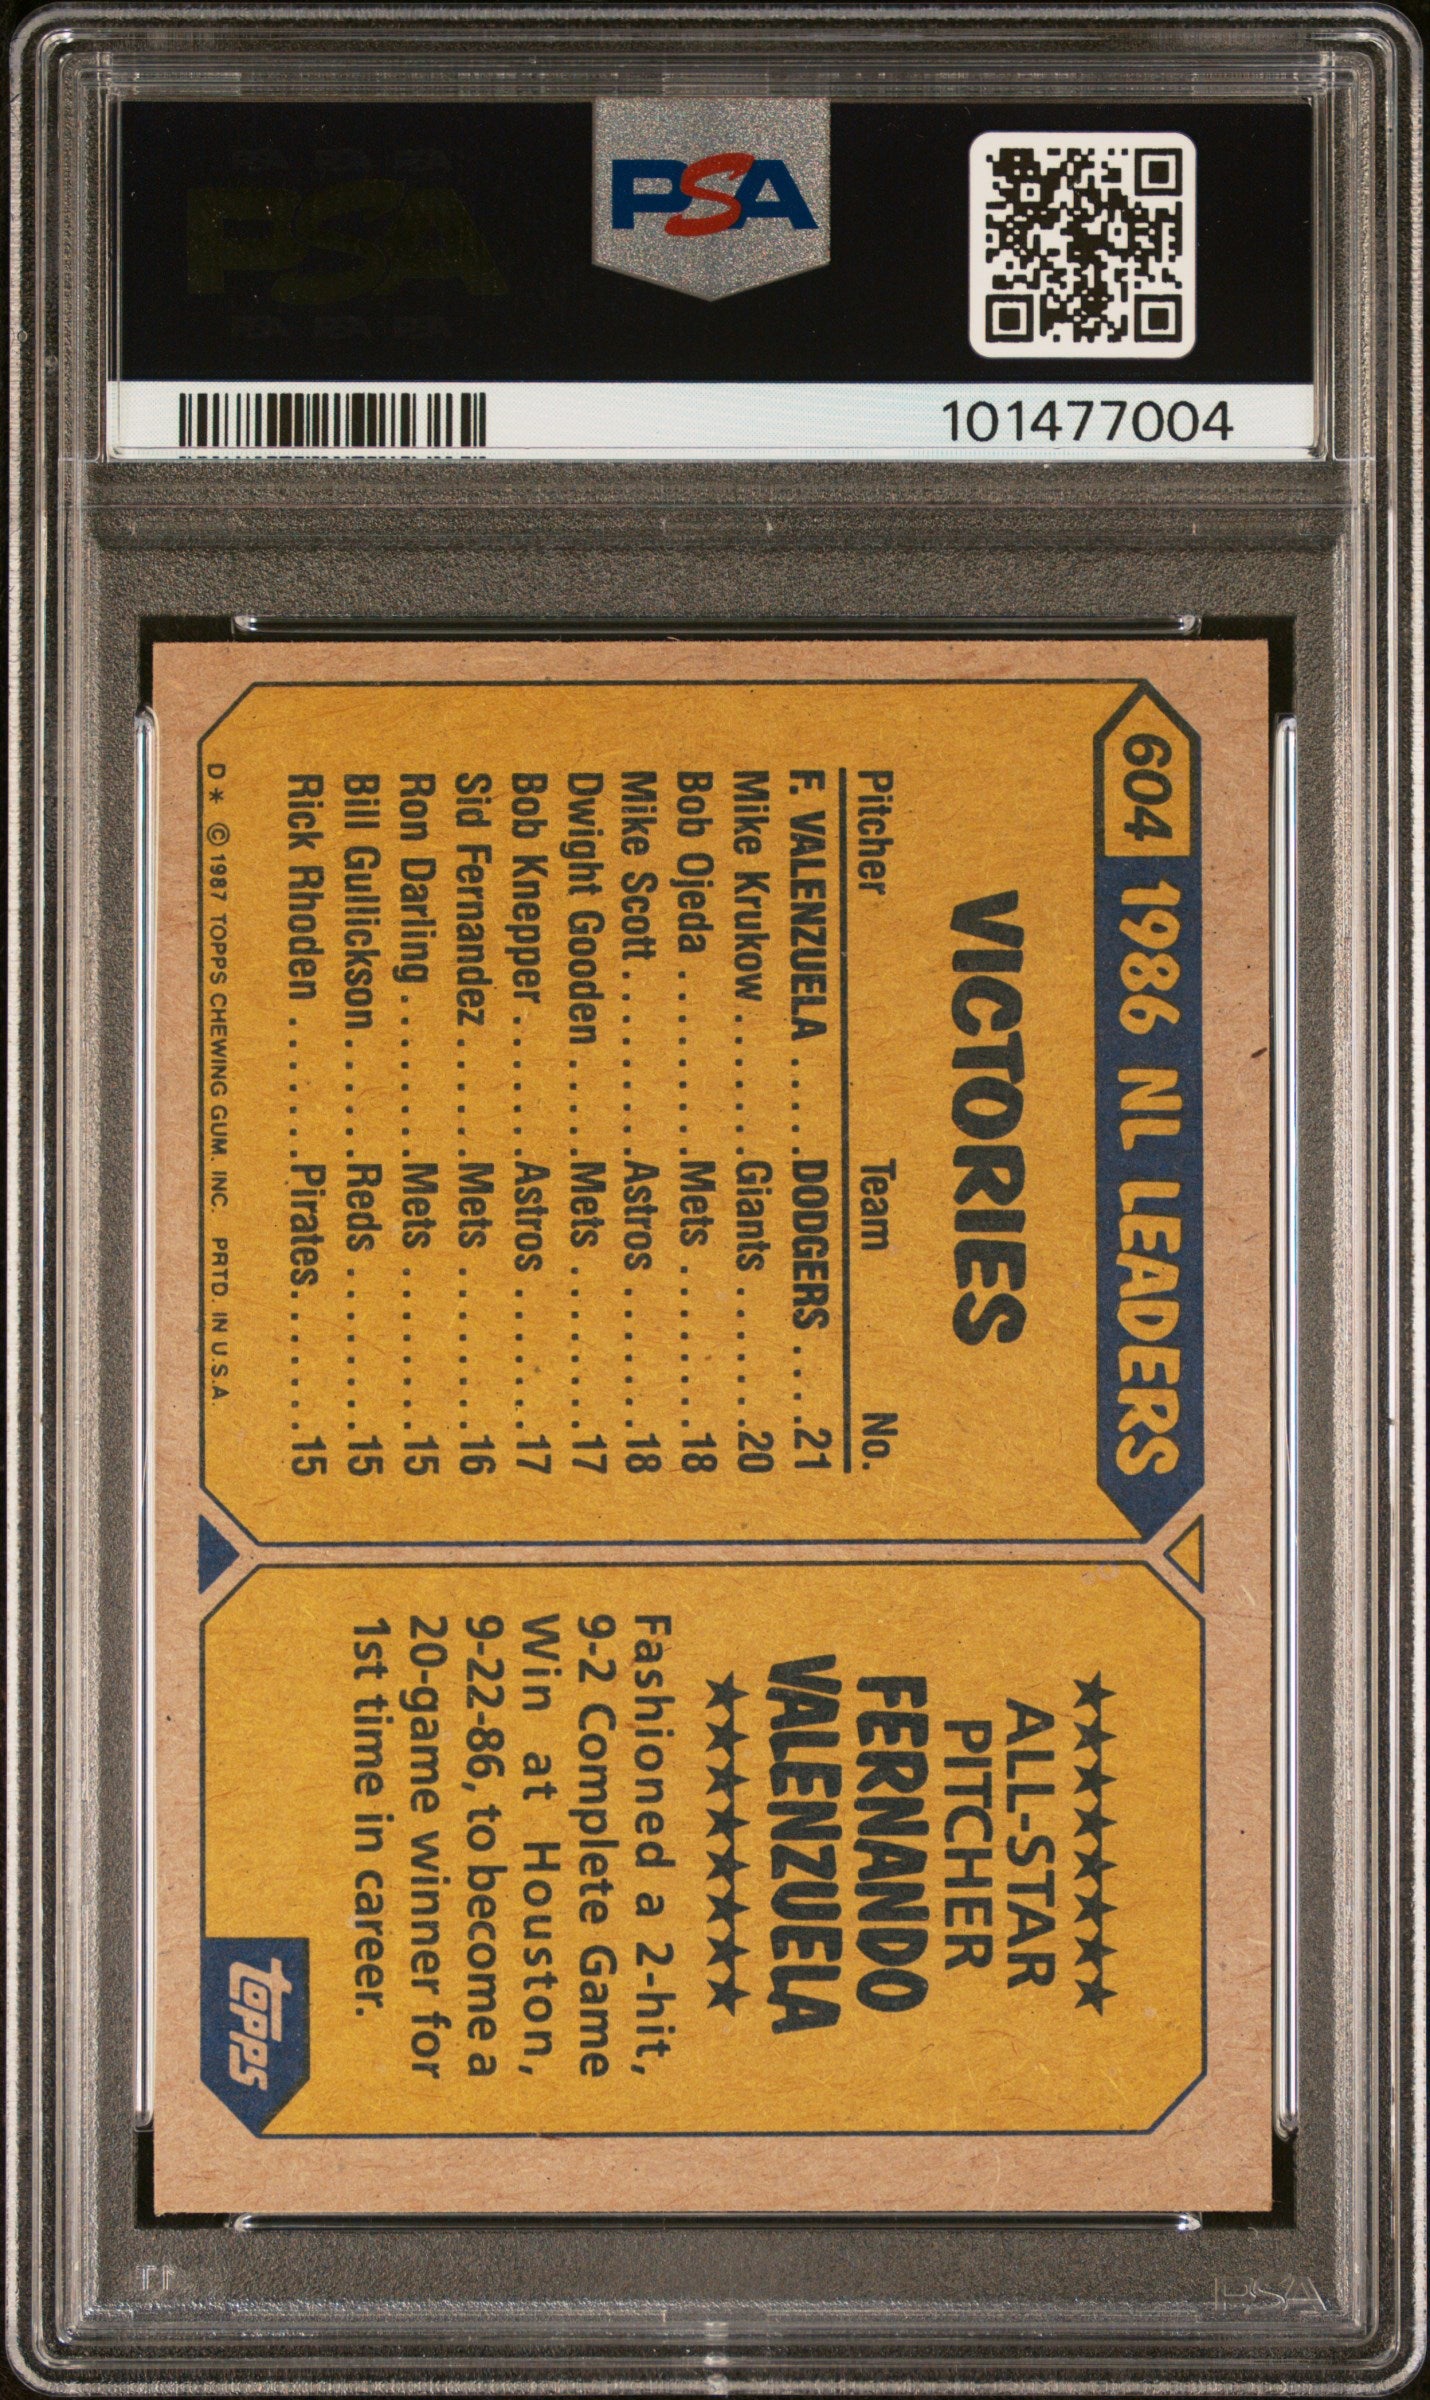 PSA
101477004
604 1986 NL LEADERS
VICTORIES
Pitcher Team No.
F. VALENZUELA .....DODGERS ....21
Mike Krukow........Giants........20
Bob Ojeda .........Mets ........18
Mike Scott.........Astros ........18
Dwight Gooden .....Mets ........17
Bob Knepper .......Astros .......17
Sid Fernandez......Mets ........16
Ron Darling ........Mets ........15
Bill Gullickson......Reds ........15
Rick Rhoden .......Pirates.......15
D* © 1987 TOPPS CHEWING GUM, INC. PRTD. IN U.S.A.
★★★★★★★
ALL-STAR
PITCHER
FERNANDO
VALENZUELA
★★★★★★★
Fashioned a 2-hit,
9-2 Complete Game
Win at Houston,
9-22-86, to become a
20-game winner for
1st time in career.
topps
PSA